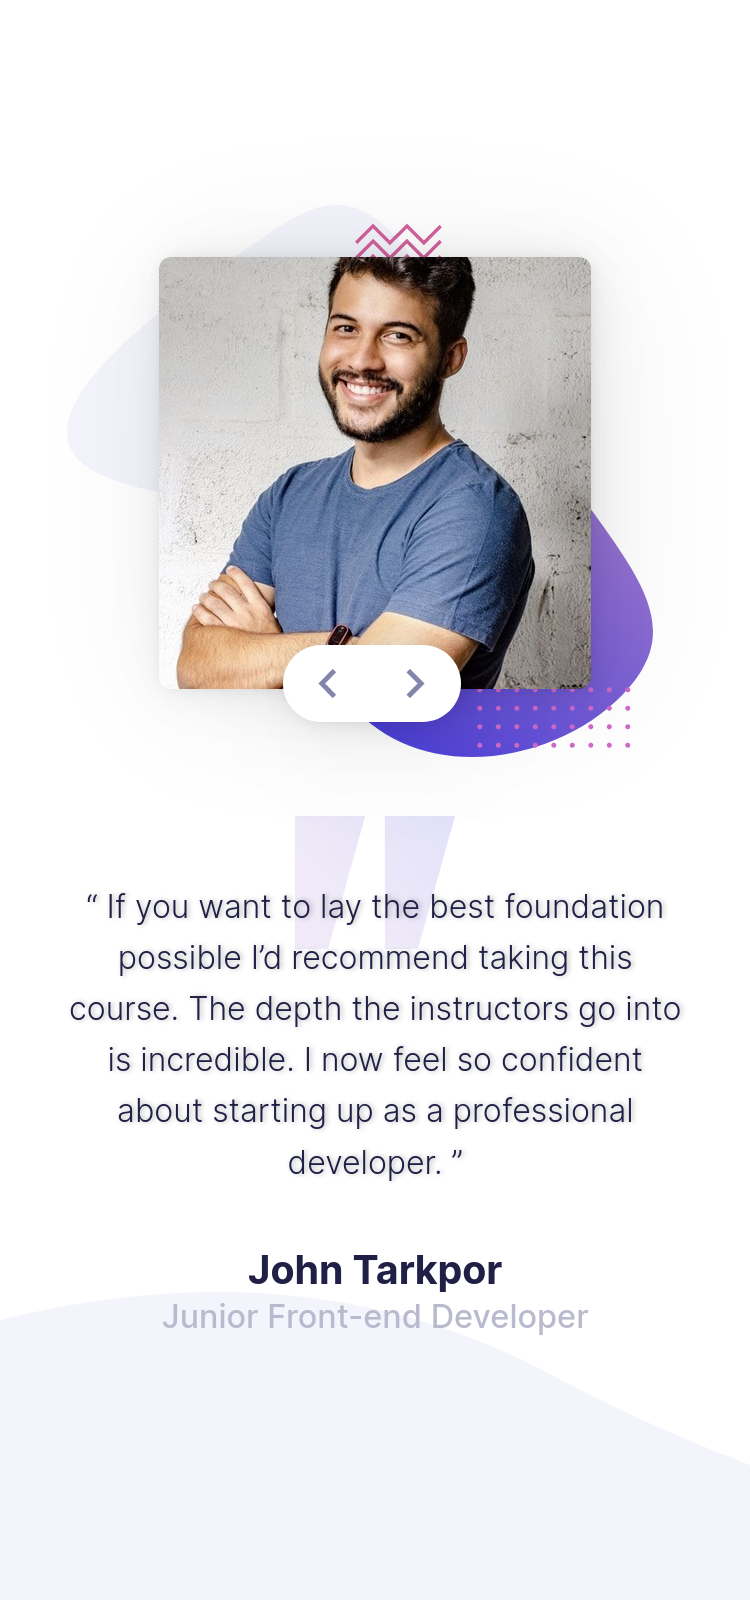 “ If you want to lay the best foundation
possible I’d recommend taking this
course. The depth the instructors go into
is incredible. I now feel so confident
about starting up as a professional
developer. ”
John Tarkpor
Junior Front-end Developer